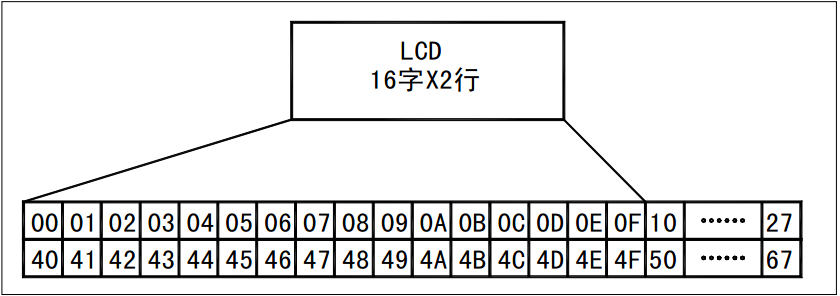 LCD
16字X2行
00 01 02 03 04 05 06 07 08 09 0A 0B 0C 0D 0E 0F 10 …… 27
40 41 42 43 44 45 46 47 48 49 4A 4B 4C 4D 4E 4F 50 …… 67